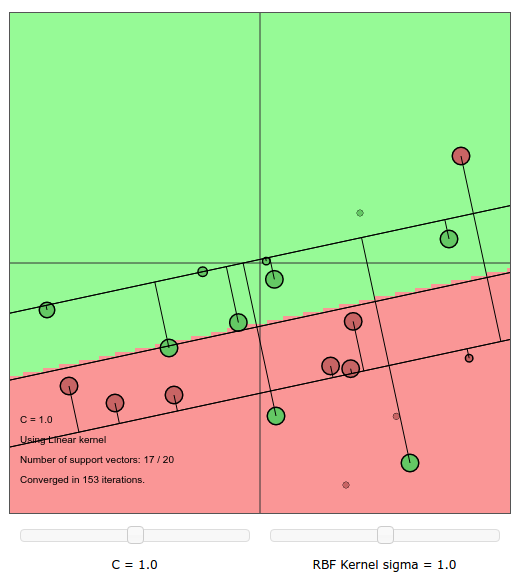 C = 1.0
Using Linear kernel
Number of support vectors: 17 / 20
Converged in 153 iterations.
C = 1.0
RBF Kernel sigma = 1.0